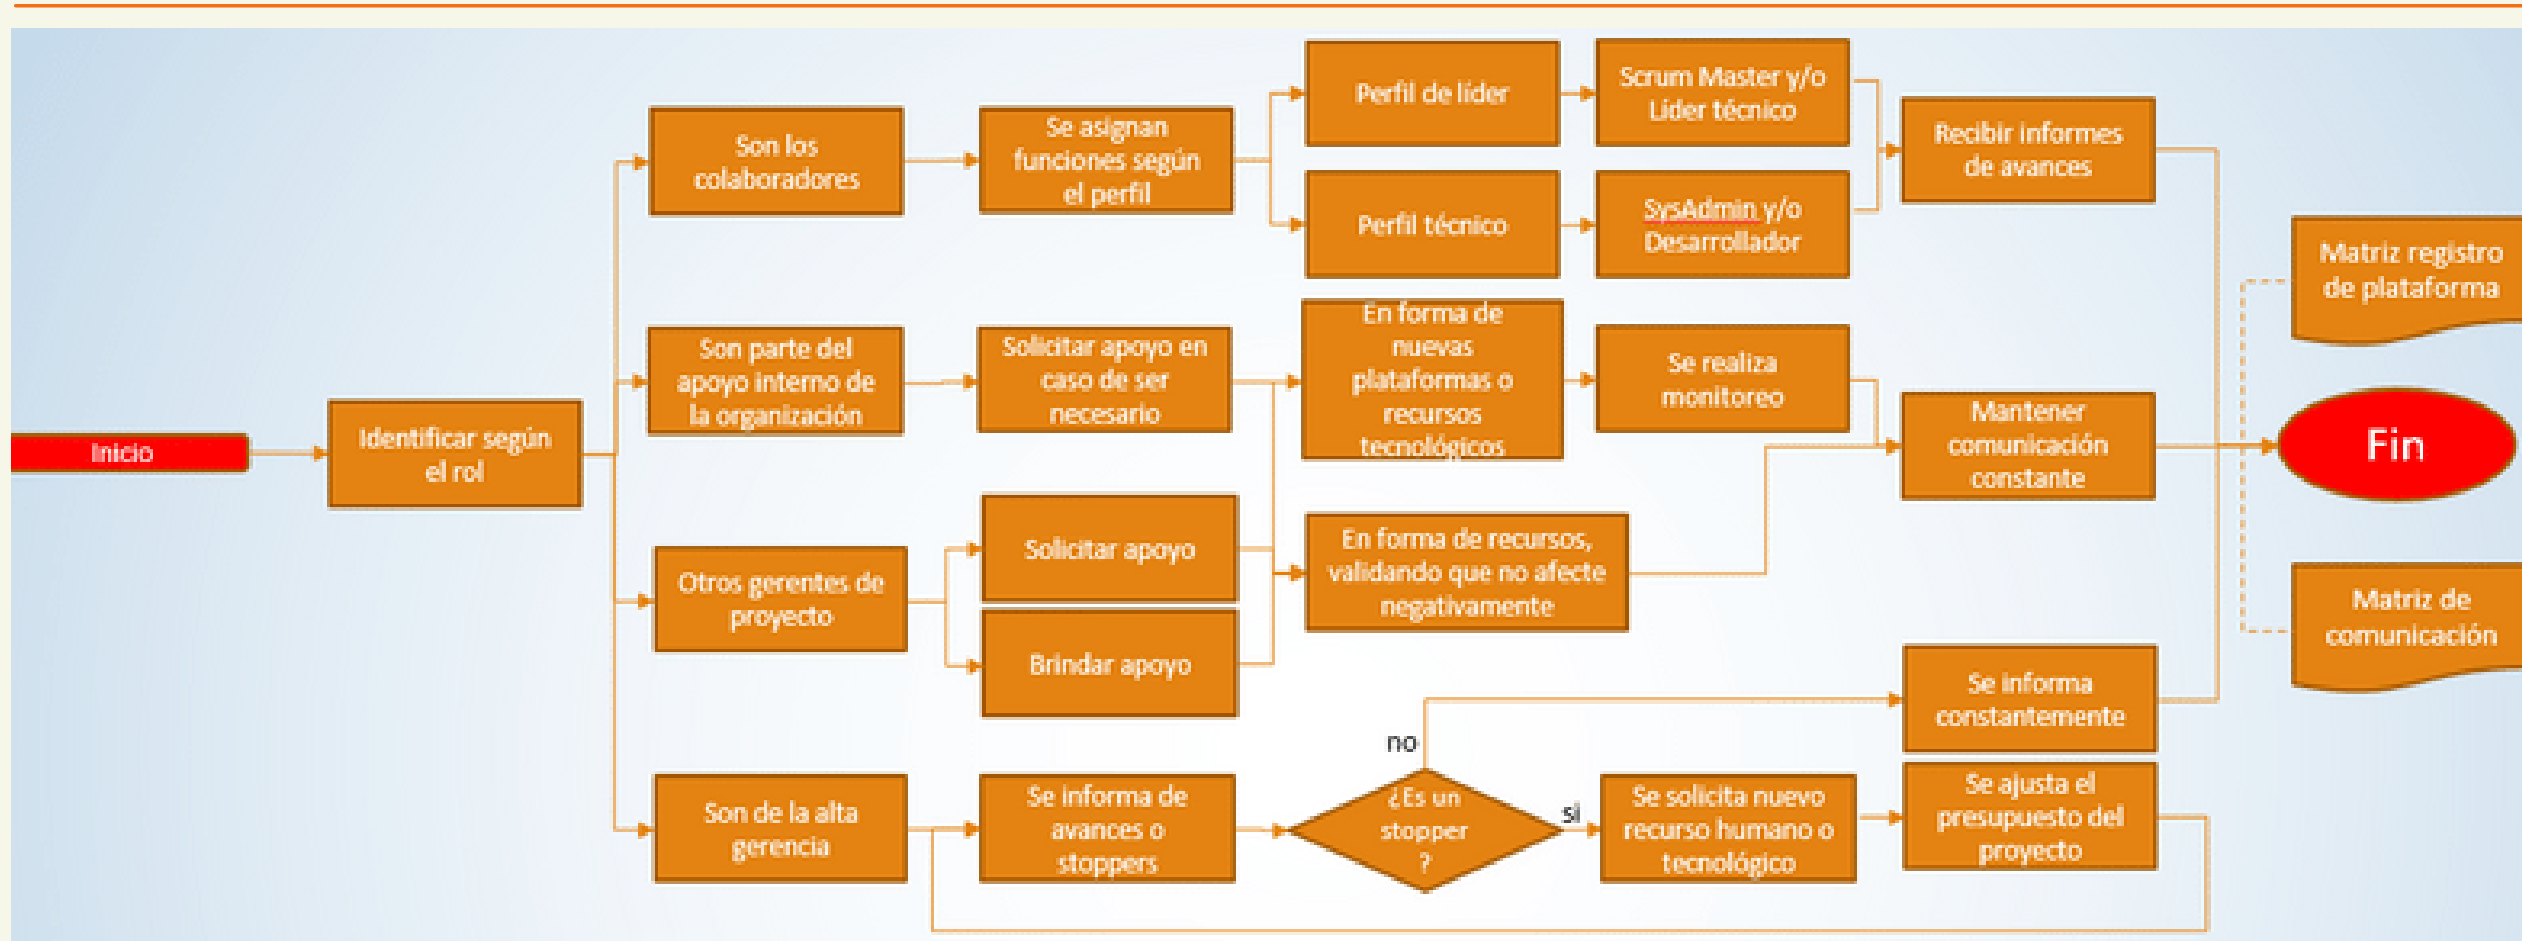 Inicio
Identificar según
el rol
Son los
colaboradores
Se asignan
funciones según
el perfil
Perfil de líder
Scrum Master y/o
Líder técnico
Perfil técnico
SysAdmin y/o
Desarrollador
Recibir informes
de avances
Son parte del
apoyo interno de
la organización
Solicitar apoyo en
caso de ser
necesario
En forma de
nuevas
plataformas o
recursos
tecnológicos
Se realiza
monitoreo
Mantener
comunicación
constante
Otros gerentes de
proyecto
Solicitar apoyo
Brindar apoyo
En forma de recursos,
validando que no afecte
negativamente
Son de la alta
gerencia
Se informa de
avances o
stoppers
¿Es un
stopper
?
no
si
Se informa
constantemente
Se solicita nuevo
recurso humano o
tecnológico
Se ajusta el
presupuesto del
proyecto
Matriz registro
de plataforma
Fin
Matriz de
comunicación